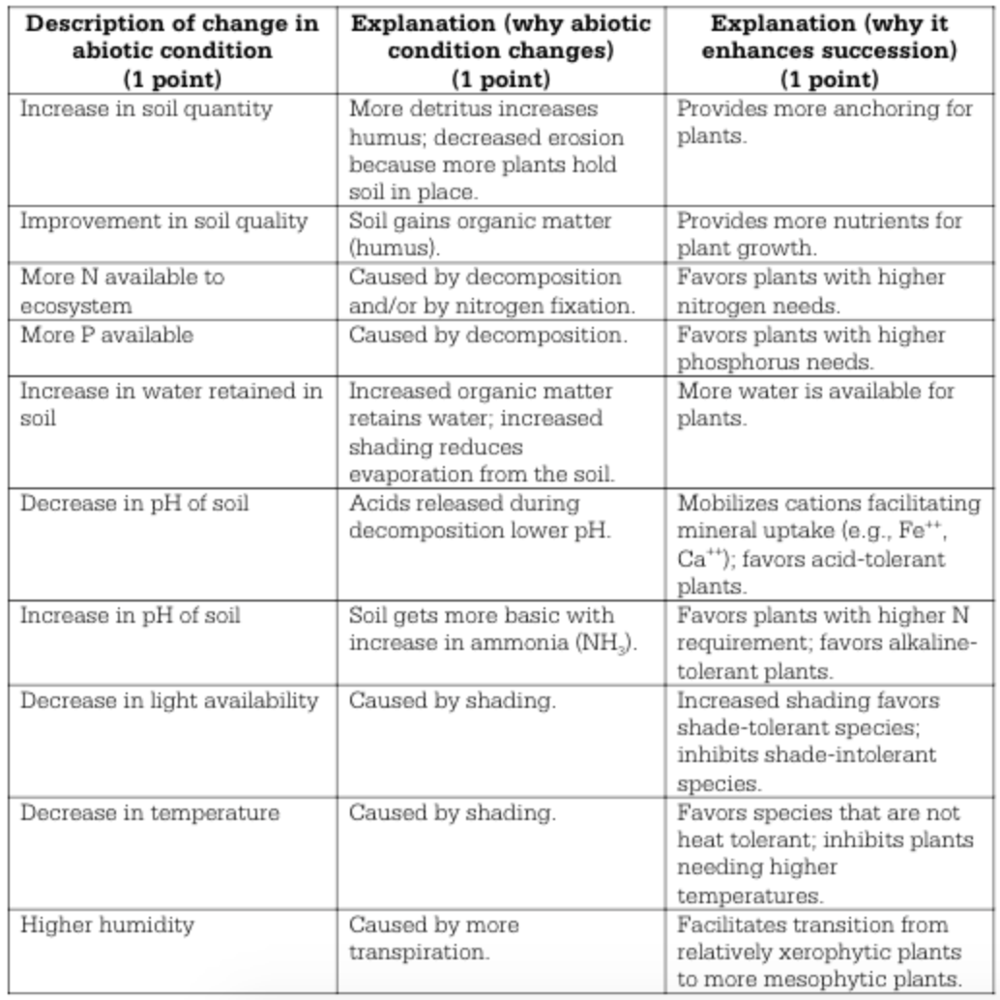 Description of change in
abiotic condition
(1 point)
Explanation (why abiotic
condition changes)
(1 point)
Explanation (why it
enhances succession)
(1 point)
Increase in soil quantity
More detritus increases
humus; decreased erosion
because more plants hold
soil in place.
Provides more anchoring for
plants.
Improvement in soil quality
Soil gains organic matter
(humus).
Provides more nutrients for
plant growth.
More N available to
ecosystem
Caused by decomposition
and/or by nitrogen fixation.
Favors plants with higher
nitrogen needs.
More P available
Caused by decomposition.
Favors plants with higher
phosphorus needs.
Increase in water retained in
soil
Increased organic matter
retains water; increased
shading reduces
evaporation from the soil.
More water is available for
plants.
Decrease in pH of soil
Acids released during
decomposition lower pH.
Mobilizes cations facilitating
mineral uptake (e.g., Fe⁺⁺,
Ca⁺⁺); favors acid-tolerant
plants.
Increase in pH of soil
Soil gets more basic with
increase in ammonia (NH₃).
Favors plants with higher N
requirement; favors alkaline-
tolerant plants.
Decrease in light availability
Caused by shading.
Increased shading favors
shade-tolerant species;
inhibits shade-intolerant
species.
Decrease in temperature
Caused by shading.
Favors species that are not
heat tolerant; inhibits plants
needing higher
temperatures.
Higher humidity
Caused by more
transpiration.
Facilitates transition from
relatively xerophytic plants
to more mesophytic plants.